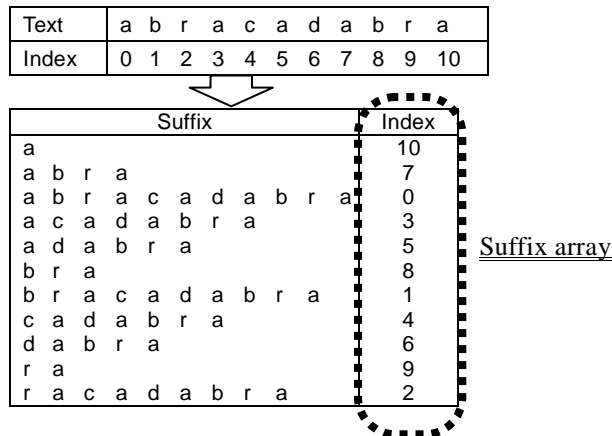 Text a b r a c a d a b r a
Index 0 1 2 3 4 5 6 7 8 9 10
Suffix Index
a 10
a b r a 7
a b r a c a d a b r a 0
a c a d a b r a 3
a d a b r a 5
Suffix array
b r a 8
b r a c a d a b r a 1
c a d a b r a 4
d a b r a 6
r a 9
r a c a d a b r a 2